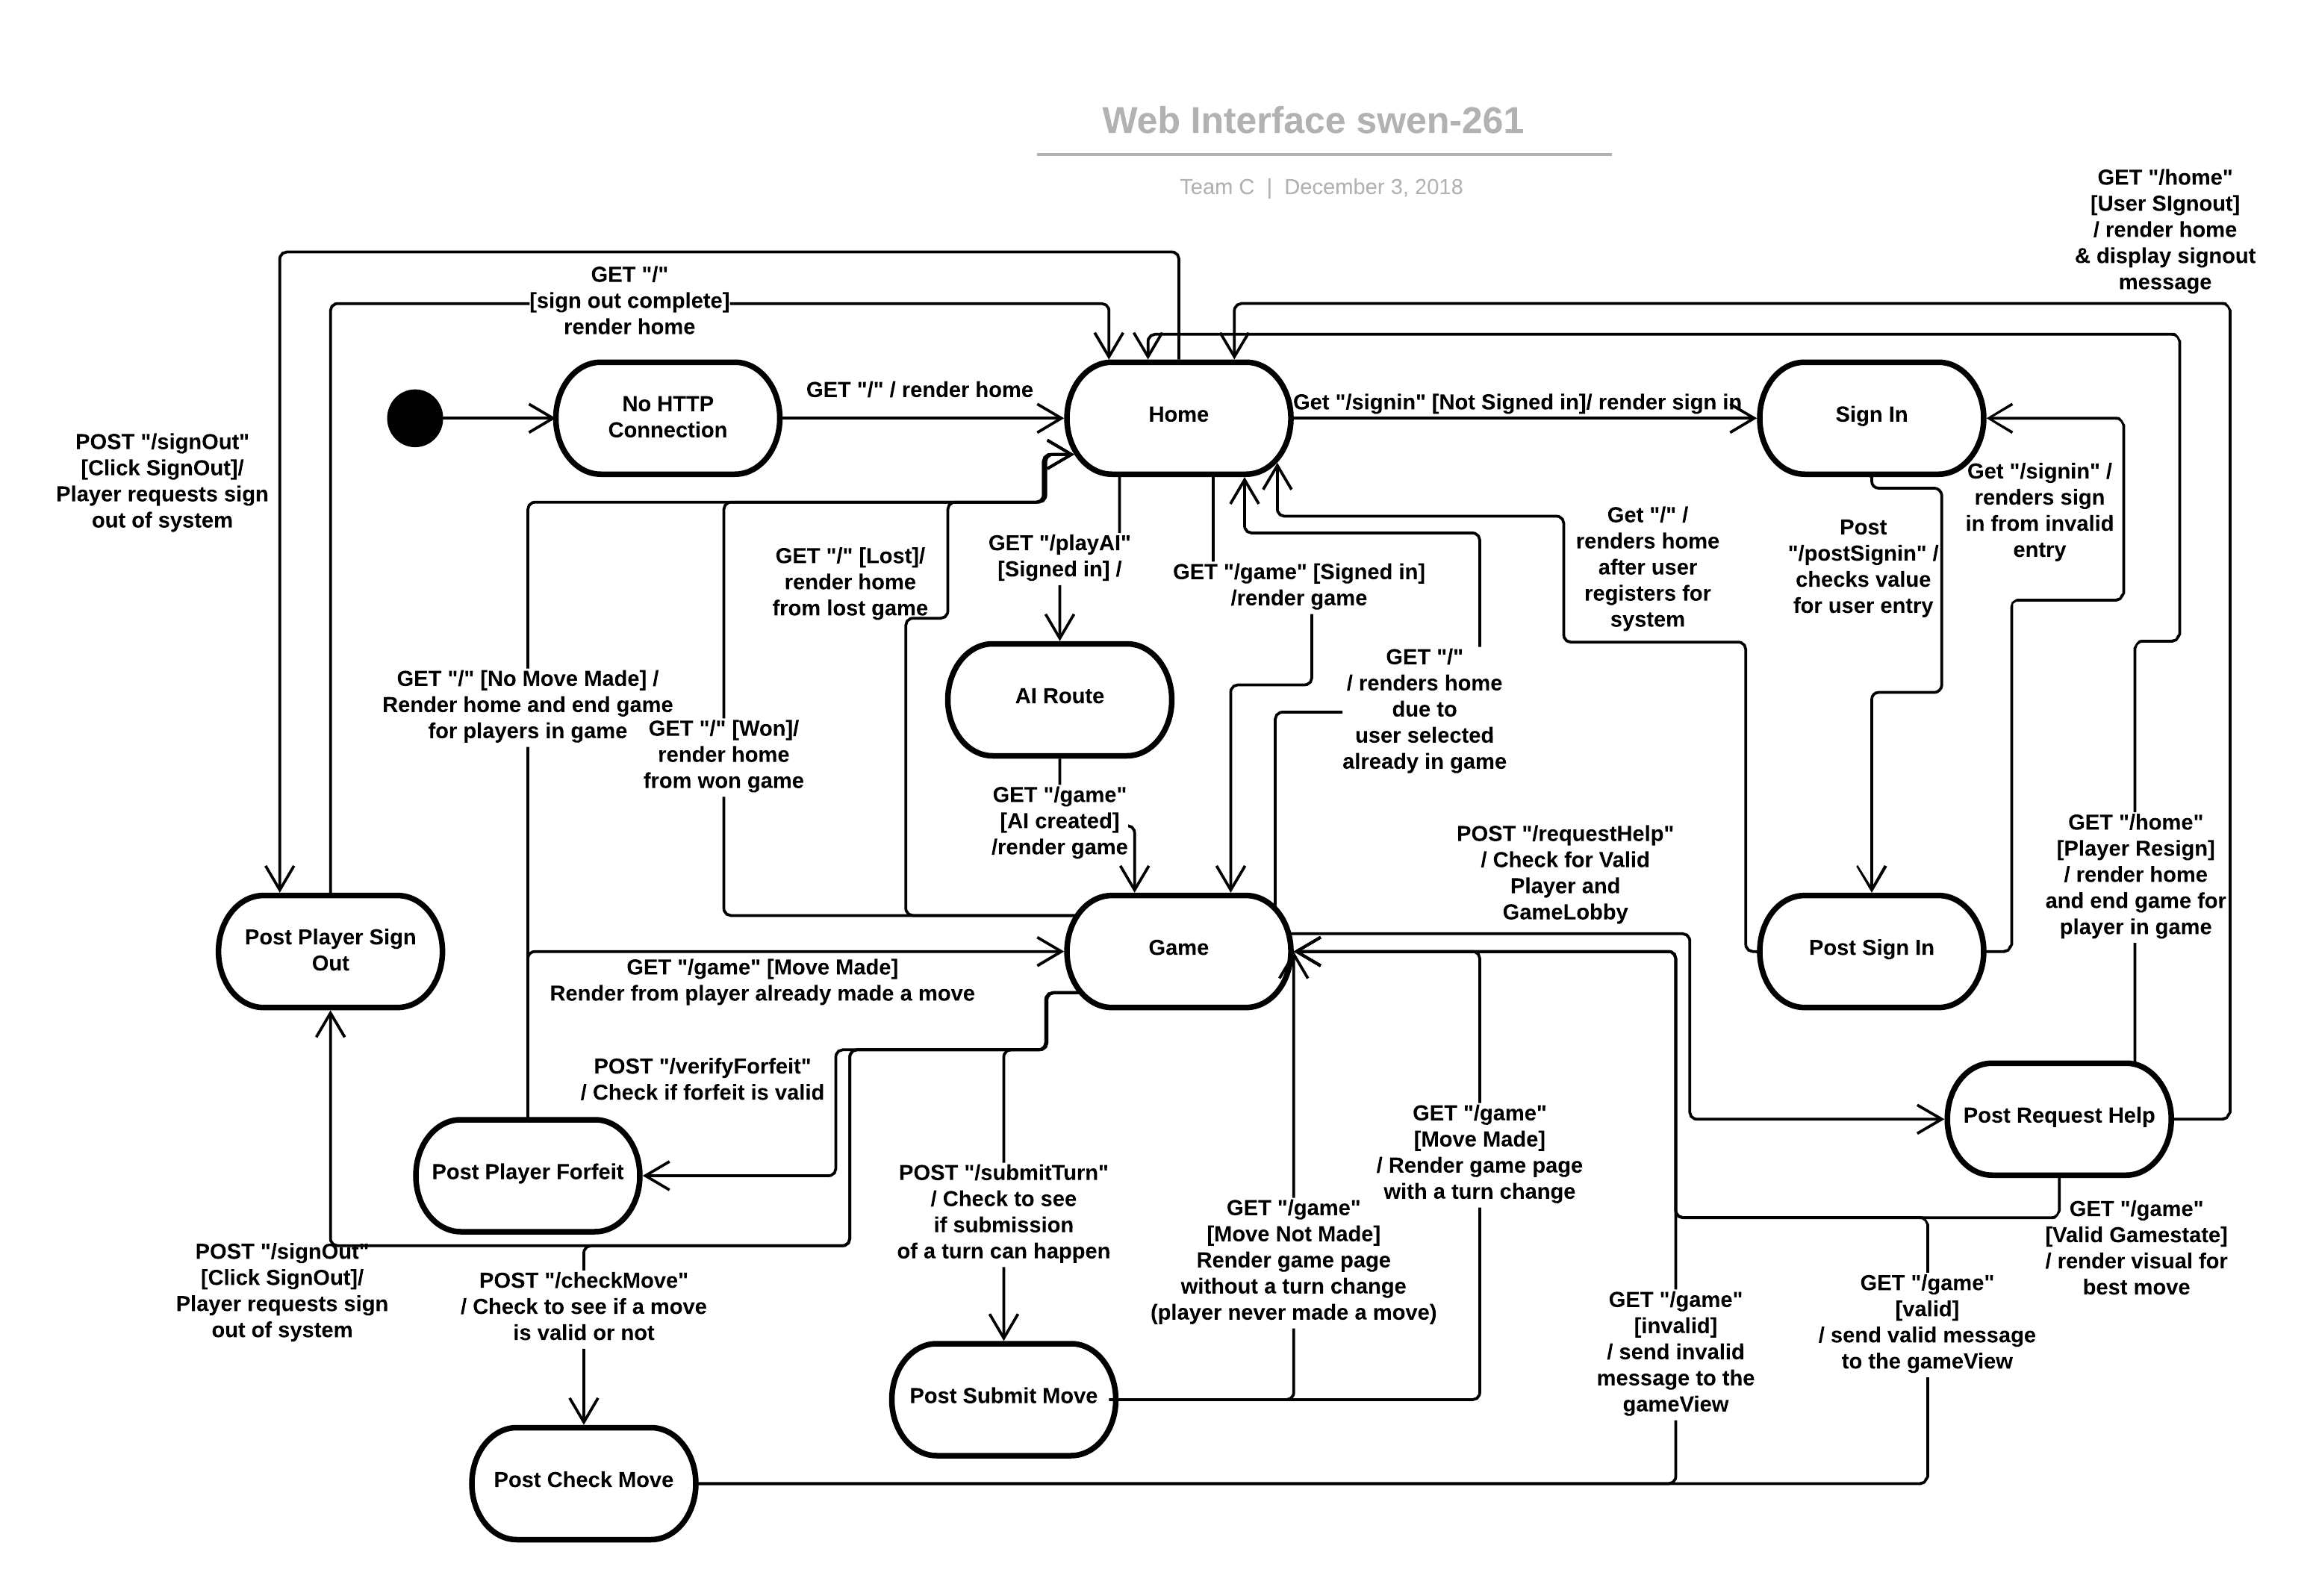 Web Interface swen-261
Team C | December 3, 2018
GET "/home"
[User SIgnout]
/ render home
& display signout
message
GET "/"
[sign out complete]
render home
No HTTP
Connection
GET "/" / render home
Home
Get "/signin" [Not Signed in]/ render sign in
Sign In
POST "/signOut"
[Click SignOut]/
Player requests sign
out of system
Get "/signin" /
renders sign
in from invalid
entry
GET "/" [Lost]/
render home
from lost game
GET "/playAI"
[Signed in] /
GET "/game" [Signed in]
/render game
Get "/" /
renders home
after user
registers for
system
Post
"/postSignin" /
checks value
for user entry
GET "/" [No Move Made] /
Render home and end game
for players in game
GET "/" [Won]/
render home
from won game
AI Route
GET "/"
/ renders home
due to
user selected
already in game
GET "/game"
[AI created]
/render game
POST "/requestHelp"
/ Check for Valid
Player and
GameLobby
GET "/home"
[Player Resign]
/ render home
and end game for
player in game
Post Player Sign
Out
Game
Post Sign In
GET "/game" [Move Made]
Render from player already made a move
POST "/verifyForfeit"
/ Check if forfeit is valid
Post Request Help
Post Player Forfeit
POST "/submitTurn"
/ Check to see
if submission
of a turn can happen
GET "/game"
[Move Made]
/ Render game page
with a turn change
GET "/game"
[Move Not Made]
Render game page
without a turn change
(player never made a move)
GET "/game"
[Valid Gamestate]
/ render visual for
best move
POST "/signOut"
[Click SignOut]/
Player requests sign
out of system
POST "/checkMove"
/ Check to see if a move
is valid or not
GET "/game"
[invalid]
/ send invalid
message to the
gameView
GET "/game"
[valid]
/ send valid message
to the gameView
Post Submit Move
Post Check Move